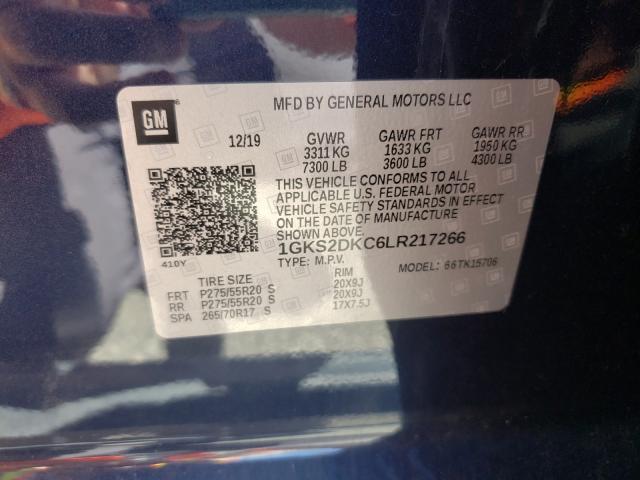 GM
MFD BY GENERAL MOTORS LLC
12/19 GVWR GAWR FRT GAWR RR
3311 KG 1633 KG 1950 KG
7300 LB 3600 LB 4300 LB
THIS VEHICLE CONFORMS TO ALL
APPLICABLE U.S. FEDERAL MOTOR
VEHICLE SAFETY STANDARDS IN EFFECT
ON THE DATE OF MANUFACTURE
SHOWN ABOVE.
1GKS2DKC6LR217266
410Y
TYPE: M.P.V. MODEL: 66TK15706
TIRE SIZE RIM
FRT P275/55R20 S 20X9J
RR P275/55R20 S 20X9J
SPA 265/70R17 S 17X7.5J